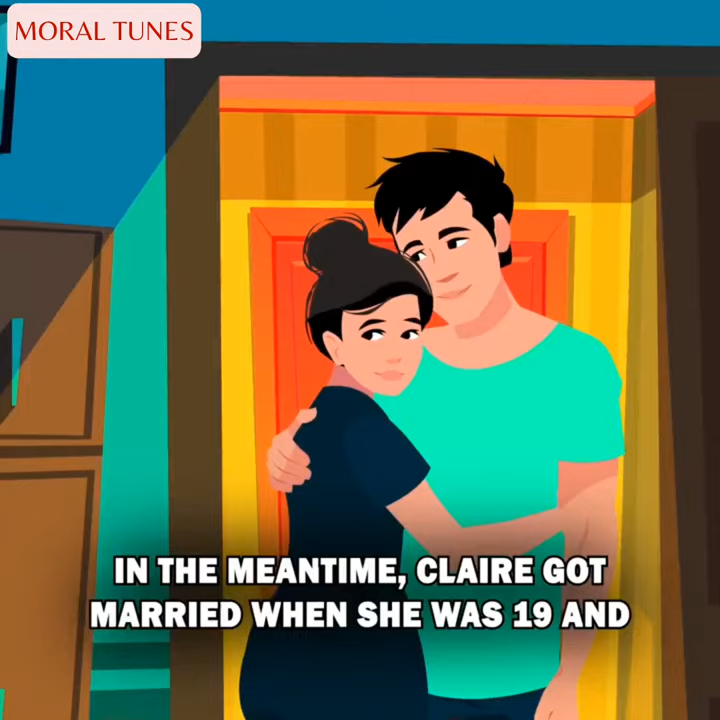 MORAL TUNES
IN THE MEANTIME, CLAIRE GOT
MARRIED WHEN SHE WAS 19 AND